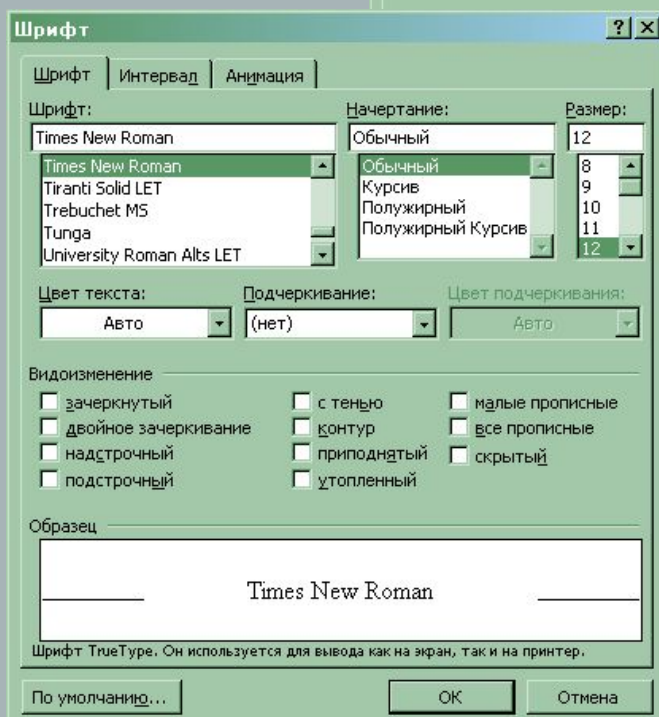 Шрифт
Шрифт Интервал Анимация
Шрифт: Начертание: Размер:
Times New Roman Обычный 12
Times New Roman Обычный 8
Tiranti Solid LET Курсив 9
Trebuchet MS Полужирный 10
Tunga Полужирный Курсив 11
University Roman Alts LET 12
Цвет текста: Подчеркивание: Цвет подчеркивания:
Авто (нет) Авто
Видоизменение
зачеркнутый с тенью малые прописные
двойное зачеркивание контур все прописные
надстрочный приподнятый скрытый
подстрочный утопленный
Образец
Times New Roman
Шрифт TrueType. Он используется для вывода как на экран, так и на принтер.
По умолчанию... ОК Отмена